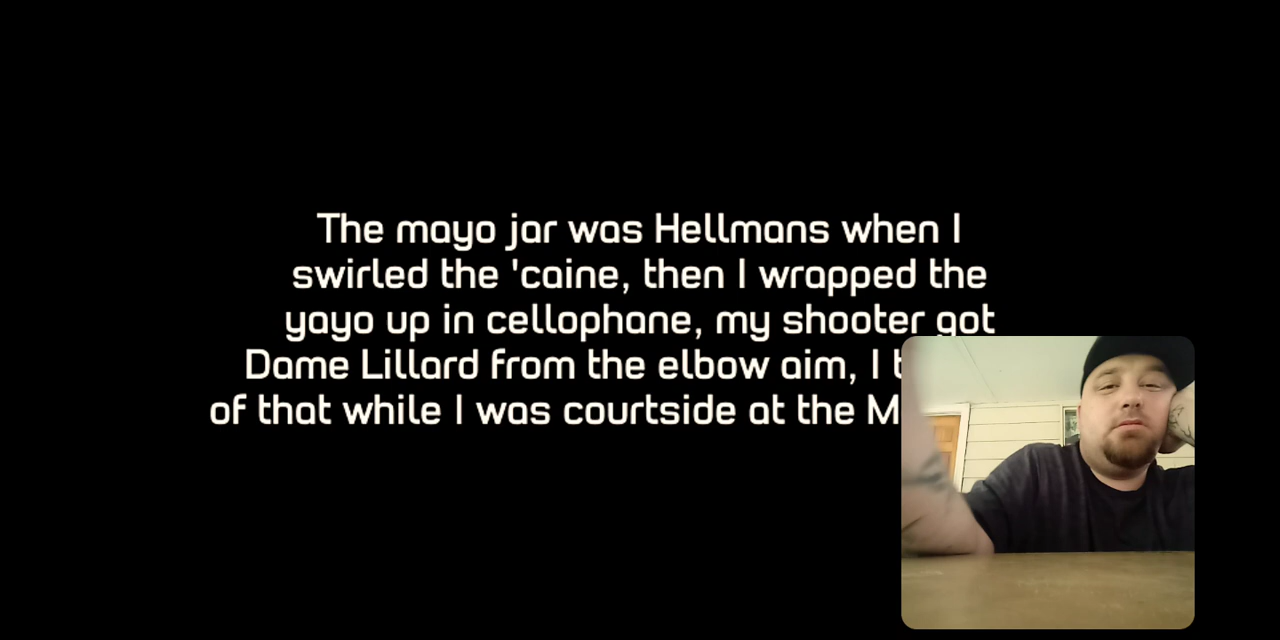 The mayo jar was Hellmans when I
swirled the 'caine, then I wrapped the
yayo up in cellophane, my shooter got
Dame Lillard from the elbow aim, I
of that while I was courtside at the